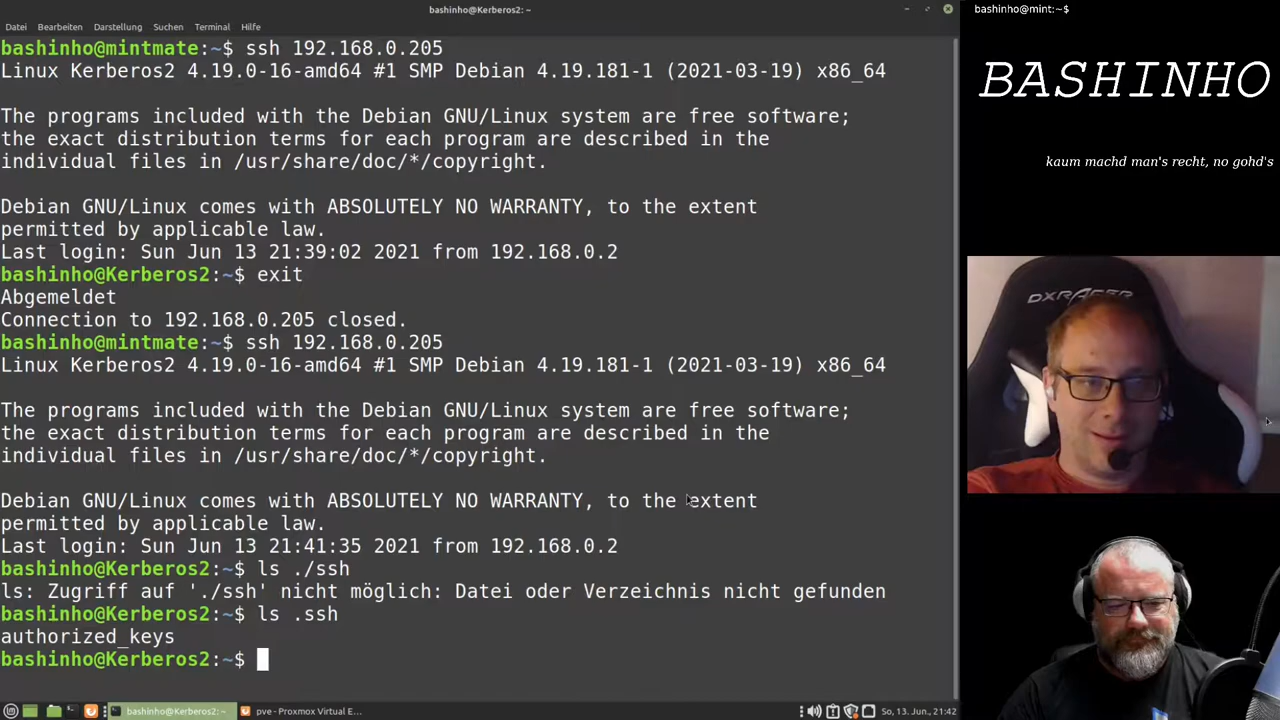 bashinho@Kerberos2: ~
Datei Bearbeiten Darstellung Suchen Terminal Hilfe
bashinho@mintmate:~$ ssh 192.168.0.205
Linux Kerberos2 4.19.0-16-amd64 #1 SMP Debian 4.19.181-1 (2021-03-19) x86_64
The programs included with the Debian GNU/Linux system are free software;
the exact distribution terms for each program are described in the
individual files in /usr/share/doc/*/copyright.
Debian GNU/Linux comes with ABSOLUTELY NO WARRANTY, to the extent
permitted by applicable law.
Last login: Sun Jun 13 21:39:02 2021 from 192.168.0.2
bashinho@Kerberos2:~$ exit
Abgemeldet
Connection to 192.168.0.205 closed.
bashinho@mintmate:~$ ssh 192.168.0.205
Linux Kerberos2 4.19.0-16-amd64 #1 SMP Debian 4.19.181-1 (2021-03-19) x86_64
The programs included with the Debian GNU/Linux system are free software;
the exact distribution terms for each program are described in the
individual files in /usr/share/doc/*/copyright.
Debian GNU/Linux comes with ABSOLUTELY NO WARRANTY, to the extent
permitted by applicable law.
Last login: Sun Jun 13 21:41:35 2021 from 192.168.0.2
bashinho@Kerberos2:~$ ls ./ssh
ls: Zugriff auf './ssh' nicht möglich: Datei oder Verzeichnis nicht gefunden
bashinho@Kerberos2:~$ ls .ssh
authorized_keys
bashinho@Kerberos2:~$
bashinho@Kerberos2: ~
pve - Proxmox Virtual E...
So, 13. Jun., 21:42
bashinho@mint:~$
BASHINHO
kaum machd man's recht, no gohd's
DXRACER